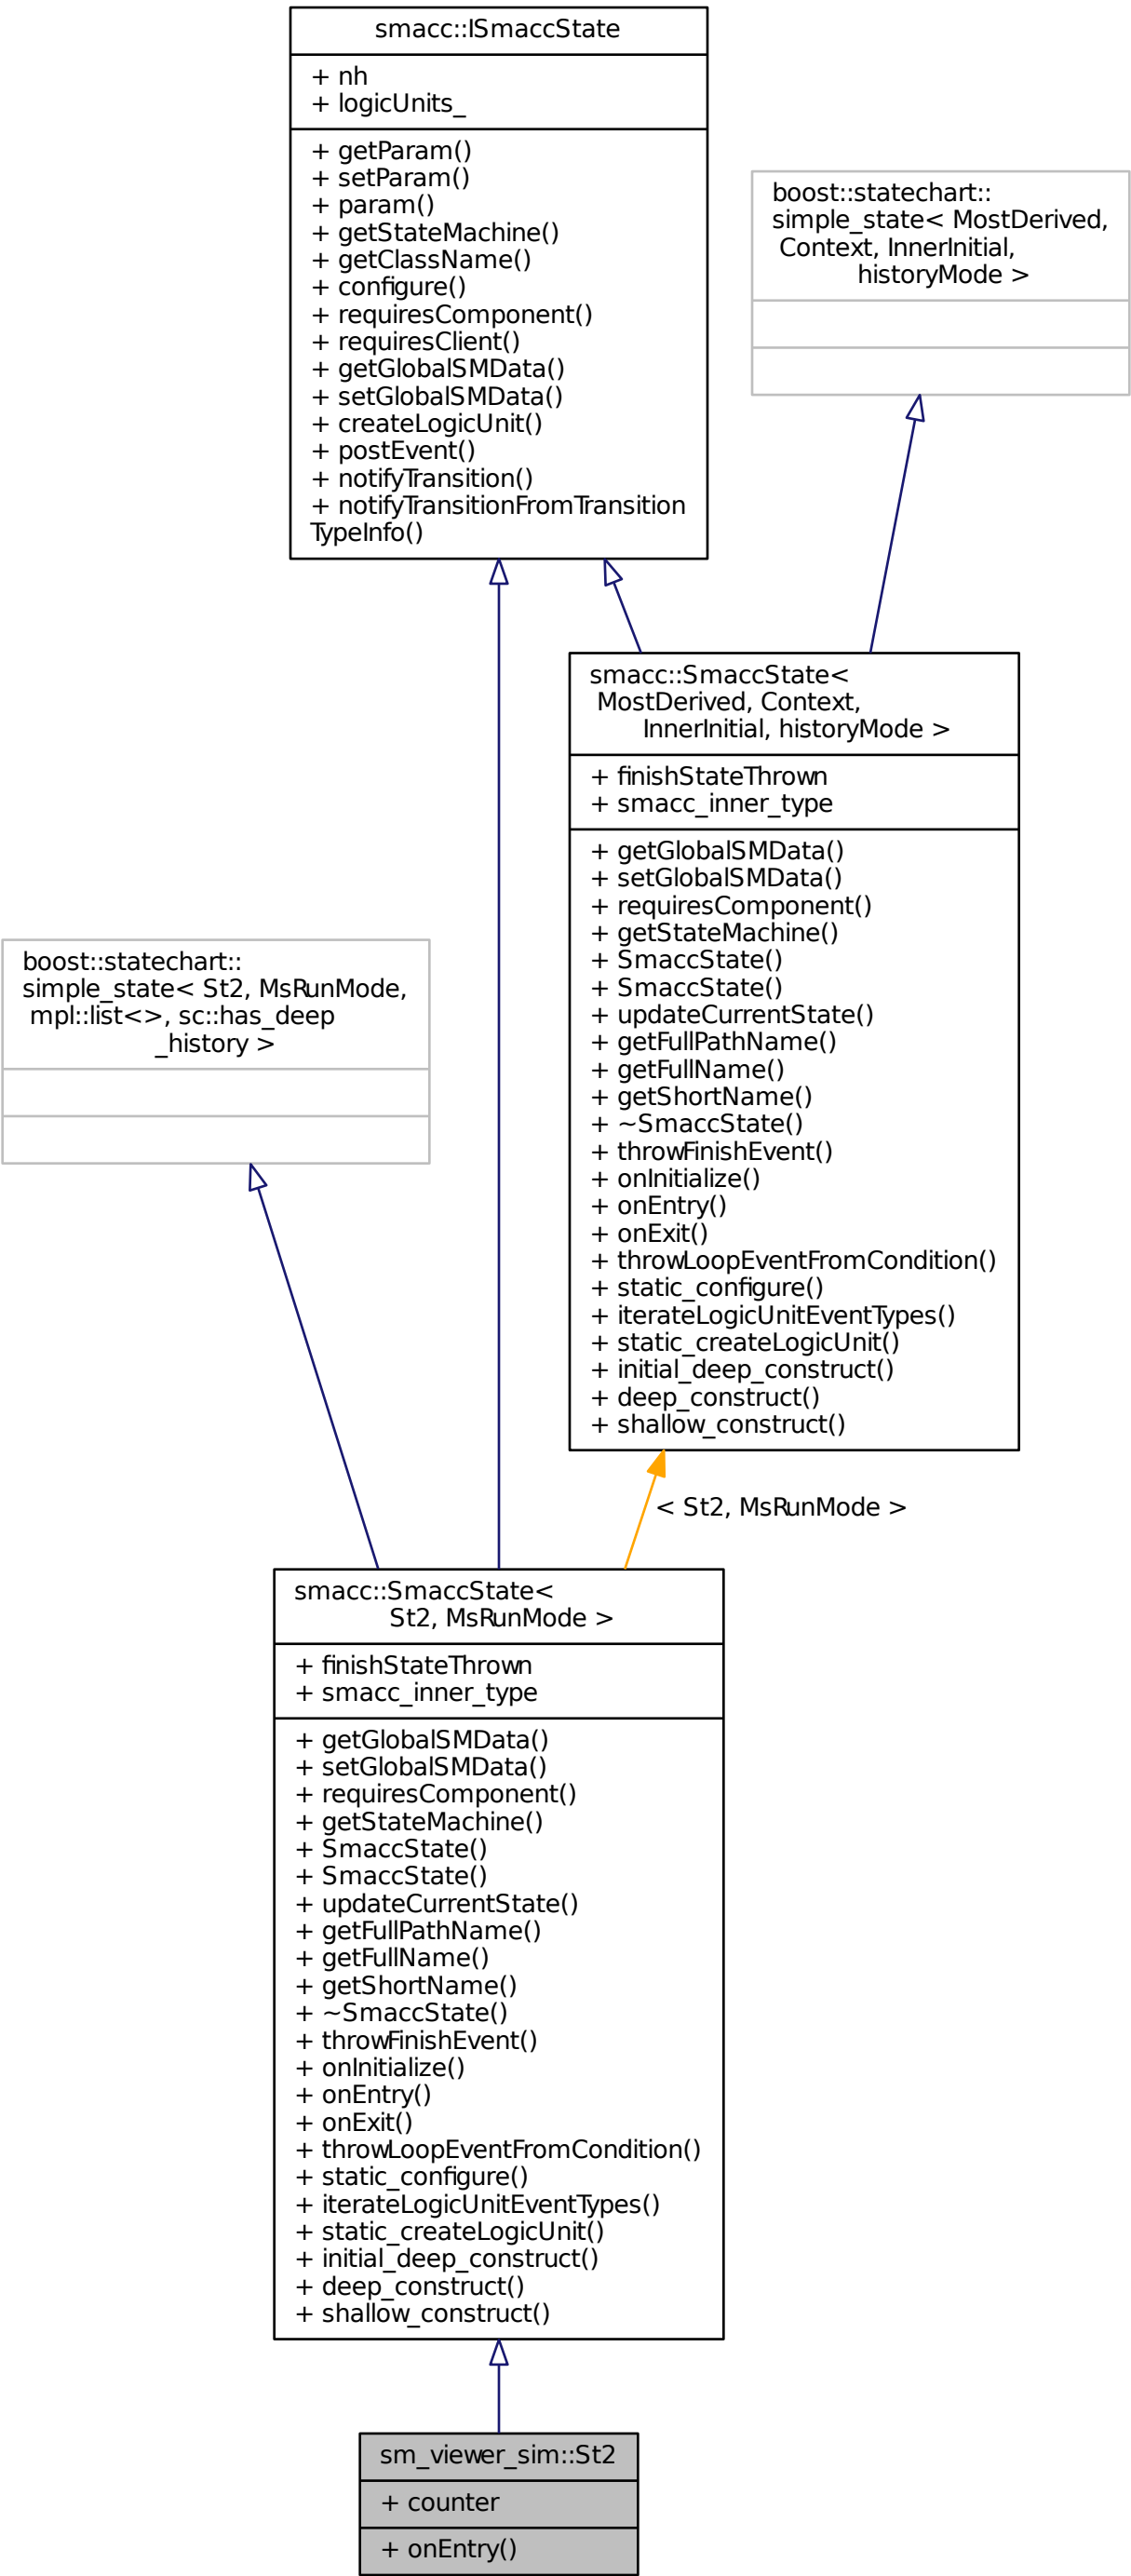 smacc::ISmaccState
+ nh
+ logicUnits_
+ getParam()
+ setParam()
+ param()
+ getStateMachine()
+ getClassName()
+ configure()
+ requiresComponent()
+ requiresClient()
+ getGlobalSMData()
+ setGlobalSMData()
+ createLogicUnit()
+ postEvent()
+ notifyTransition()
+ notifyTransitionFromTransition
TypeInfo()
boost::statechart::
simple_state< MostDerived,
Context, InnerInitial,
historyMode >
smacc::SmaccState<
MostDerived, Context,
InnerInitial, historyMode >
+ finishStateThrown
+ smacc_inner_type
+ getGlobalSMData()
+ setGlobalSMData()
+ requiresComponent()
+ getStateMachine()
+ SmaccState()
+ SmaccState()
+ updateCurrentState()
+ getFullPathName()
+ getFullName()
+ getShortName()
+ ~SmaccState()
+ throwFinishEvent()
+ onInitialize()
+ onEntry()
+ onExit()
+ throwLoopEventFromCondition()
+ static_configure()
+ iterateLogicUnitEventTypes()
+ static_createLogicUnit()
+ initial_deep_construct()
+ deep_construct()
+ shallow_construct()
boost::statechart::
simple_state< St2, MsRunMode,
mpl::list<>, sc::has_deep
_history >
< St2, MsRunMode >
smacc::SmaccState<
St2, MsRunMode >
+ finishStateThrown
+ smacc_inner_type
+ getGlobalSMData()
+ setGlobalSMData()
+ requiresComponent()
+ getStateMachine()
+ SmaccState()
+ SmaccState()
+ updateCurrentState()
+ getFullPathName()
+ getFullName()
+ getShortName()
+ ~SmaccState()
+ throwFinishEvent()
+ onInitialize()
+ onEntry()
+ onExit()
+ throwLoopEventFromCondition()
+ static_configure()
+ iterateLogicUnitEventTypes()
+ static_createLogicUnit()
+ initial_deep_construct()
+ deep_construct()
+ shallow_construct()
sm_viewer_sim::St2
+ counter
+ onEntry()